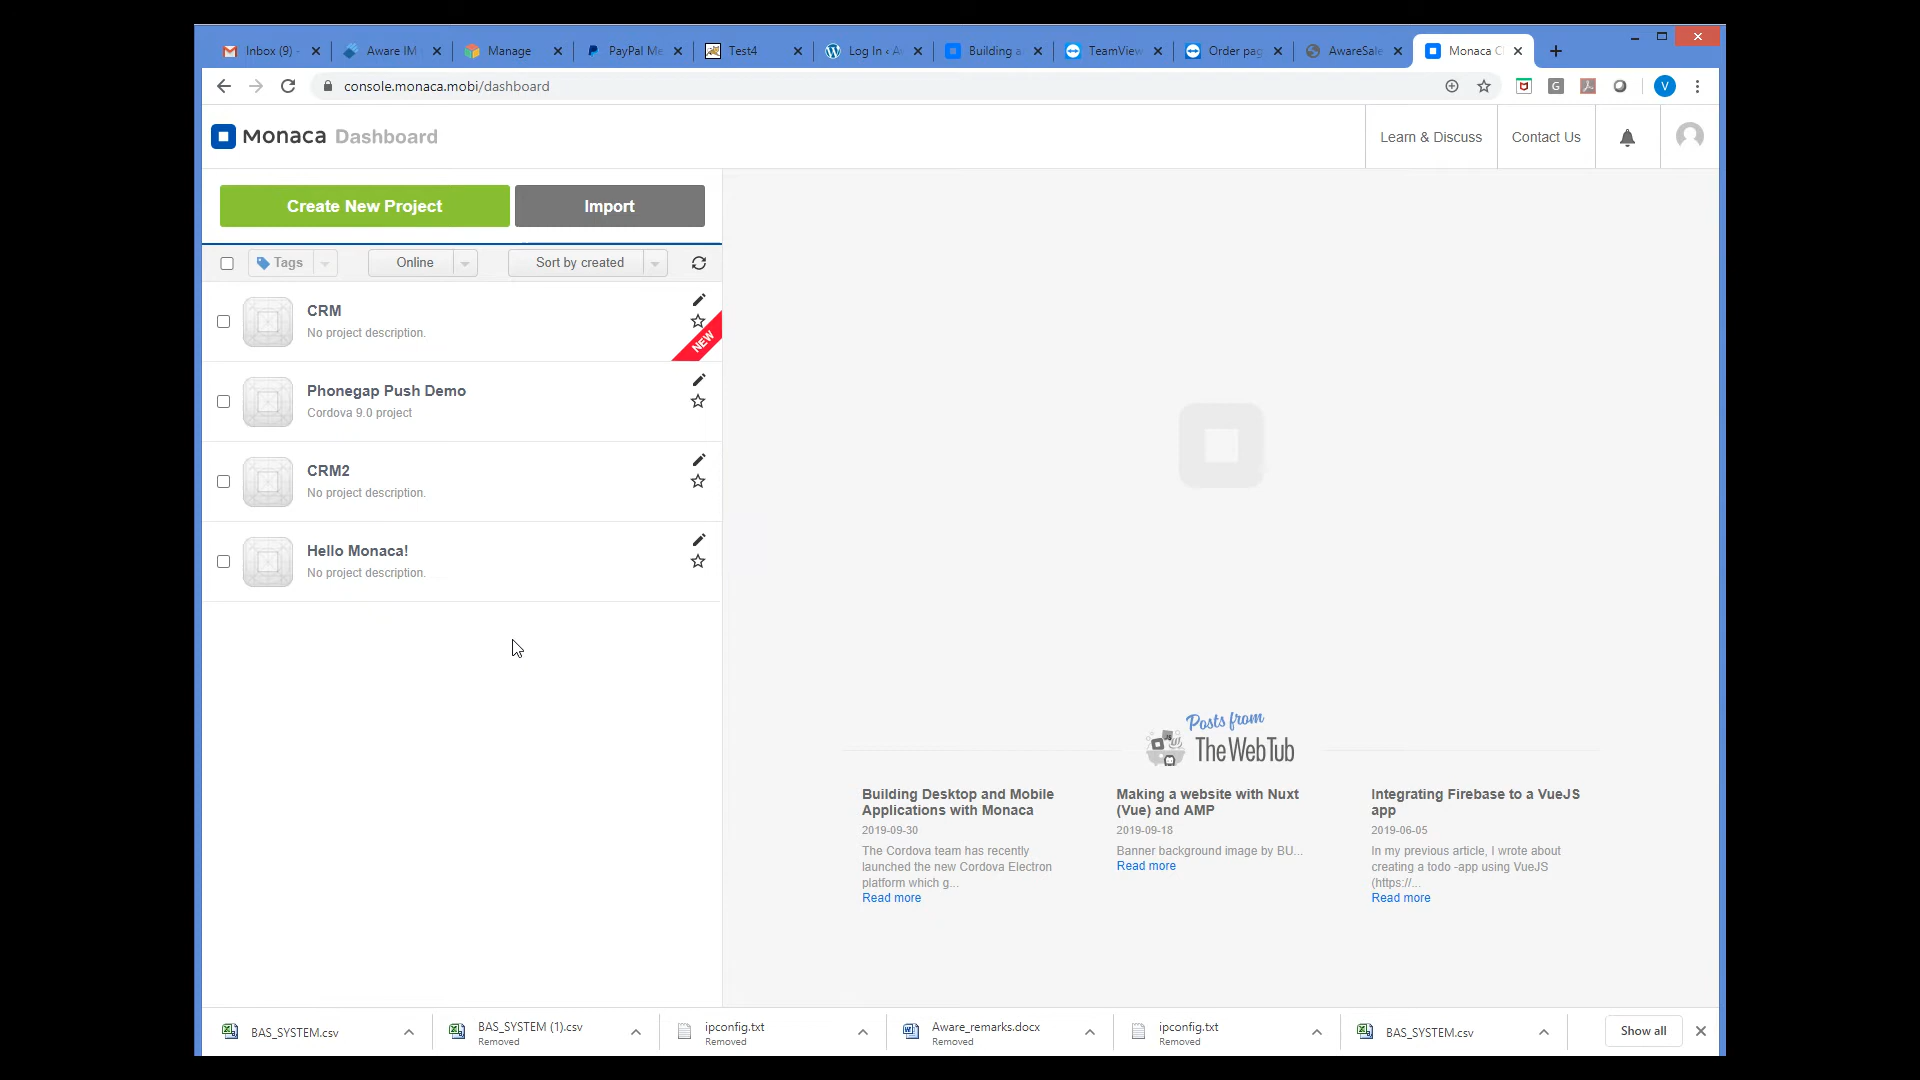 Inbox (9) -
Aware IM
Manage
PayPal Me
Test4
Log In ‹ A
Building a
TeamView
Order pag
AwareSale
Monaca C
console.monaca.mobi/dashboard
V
Monaca Dashboard
Learn & Discuss
Contact Us
Create New Project
Import
Tags
Online
Sort by created
CRM
No project description.
NEW
Phonegap Push Demo
Cordova 9.0 project
CRM2
No project description.
Hello Monaca!
No project description.
Posts from
The Web Tub
Building Desktop and Mobile
Applications with Monaca
2019-09-30
The Cordova team has recently
launched the new Cordova Electron
platform which g...
Read more
Making a website with Nuxt
(Vue) and AMP
2019-09-18
Banner background image by BU...
Read more
Integrating Firebase to a VueJS
app
2019-06-05
In my previous article, I wrote about
creating a todo -app using VueJS
(https://...
Read more
BAS_SYSTEM.csv
BAS_SYSTEM (1).csv
Removed
ipconfig.txt
Removed
Aware_remarks.docx
Removed
ipconfig.txt
Removed
BAS_SYSTEM.csv
Show all